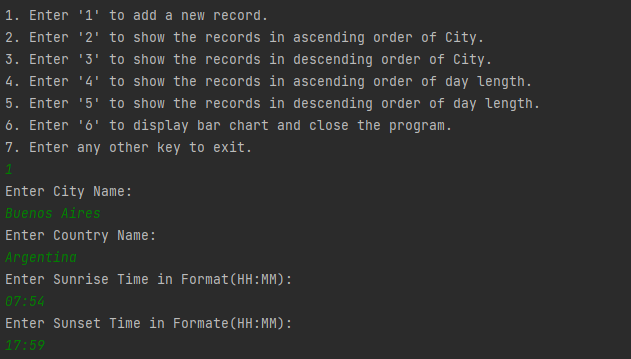 1. Enter '1' to add a new record.
2. Enter '2' to show the records in ascending order of City.
3. Enter '3' to show the records in descending order of City.
4. Enter '4' to show the records in ascending order of day length.
5. Enter '5' to show the records in descending order of day length.
6. Enter '6' to display bar chart and close the program.
7. Enter any other key to exit.
1
Enter City Name:
Buenos Aires
Enter Country Name:
Argentina
Enter Sunrise Time in Format(HH:MM):
07:54
Enter Sunset Time in Formate(HH:MM):
17:59